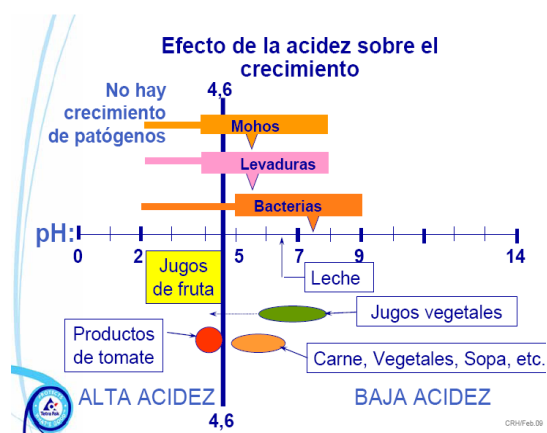 Efecto de la acidez sobre el
crecimiento
4,6
No hay
crecimiento
de patógenos
Mohos
Levaduras
Bacterias
pH:
0 2 5 7 9 14
Jugos
de fruta
Leche
Jugos vegetales
Productos
de tomate
Carne, Vegetales, Sopa, etc.
ALTA ACIDEZ
BAJA ACIDEZ
4,6
Tetra Pak
CRH/Feb.09